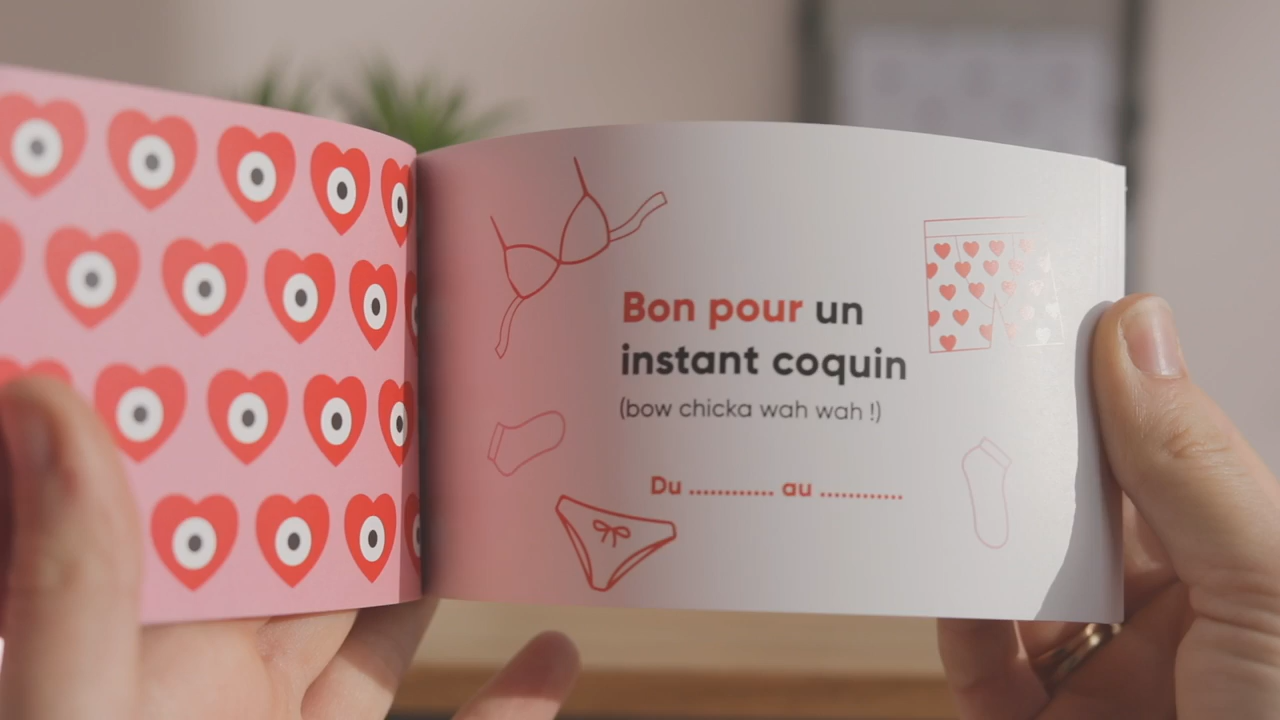 Bon pour un
instant coquin
(bow chicka wah wah !)
Du ............ au ............